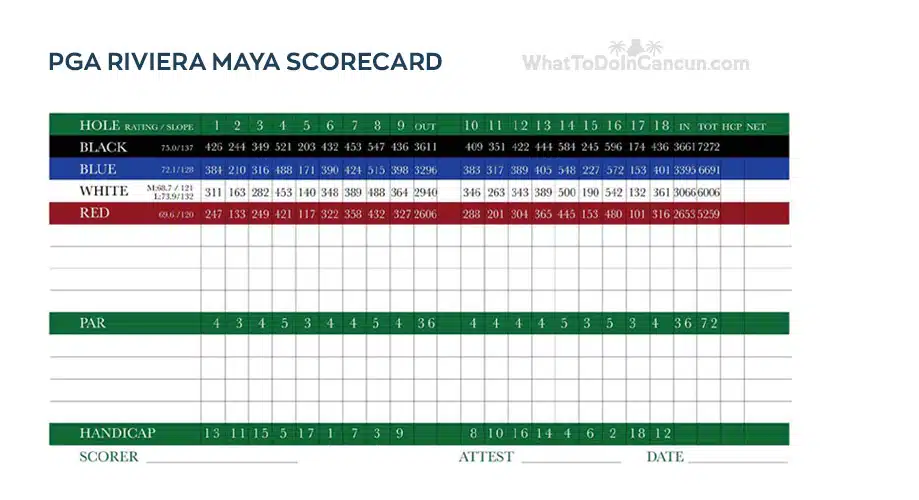 PGA RIVIERA MAYA SCORECARD
WhatToDoInCancun.com
HOLE RATING / SLOPE 1 2 3 4 5 6 7 8 9 OUT 10 11 12 13 14 15 16 17 18 IN TOT HCP NET
BLACK 75.0/137 426 244 349 521 203 432 453 547 436 3611 409 351 422 444 584 245 596 174 436 3661 7272
BLUE 72.1/128 384 210 316 488 171 390 424 515 398 3296 383 317 389 405 548 227 572 153 401 3395 6691
WHITE M:68.7 / 121 311 163 282 453 140 348 389 488 364 2940 346 263 343 389 500 190 542 132 361 3066 6006
L:73.9/132
RED 69.6 /120 247 133 249 421 117 322 358 432 327 2606 288 201 304 365 445 153 480 101 316 2653 5259
PAR 4 3 4 5 3 4 4 5 4 36 4 4 4 4 5 3 5 3 4 36 72
HANDICAP 13 11 15 5 17 1 7 3 9 8 10 16 14 4 6 2 18 12
SCORER ATTEST DATE